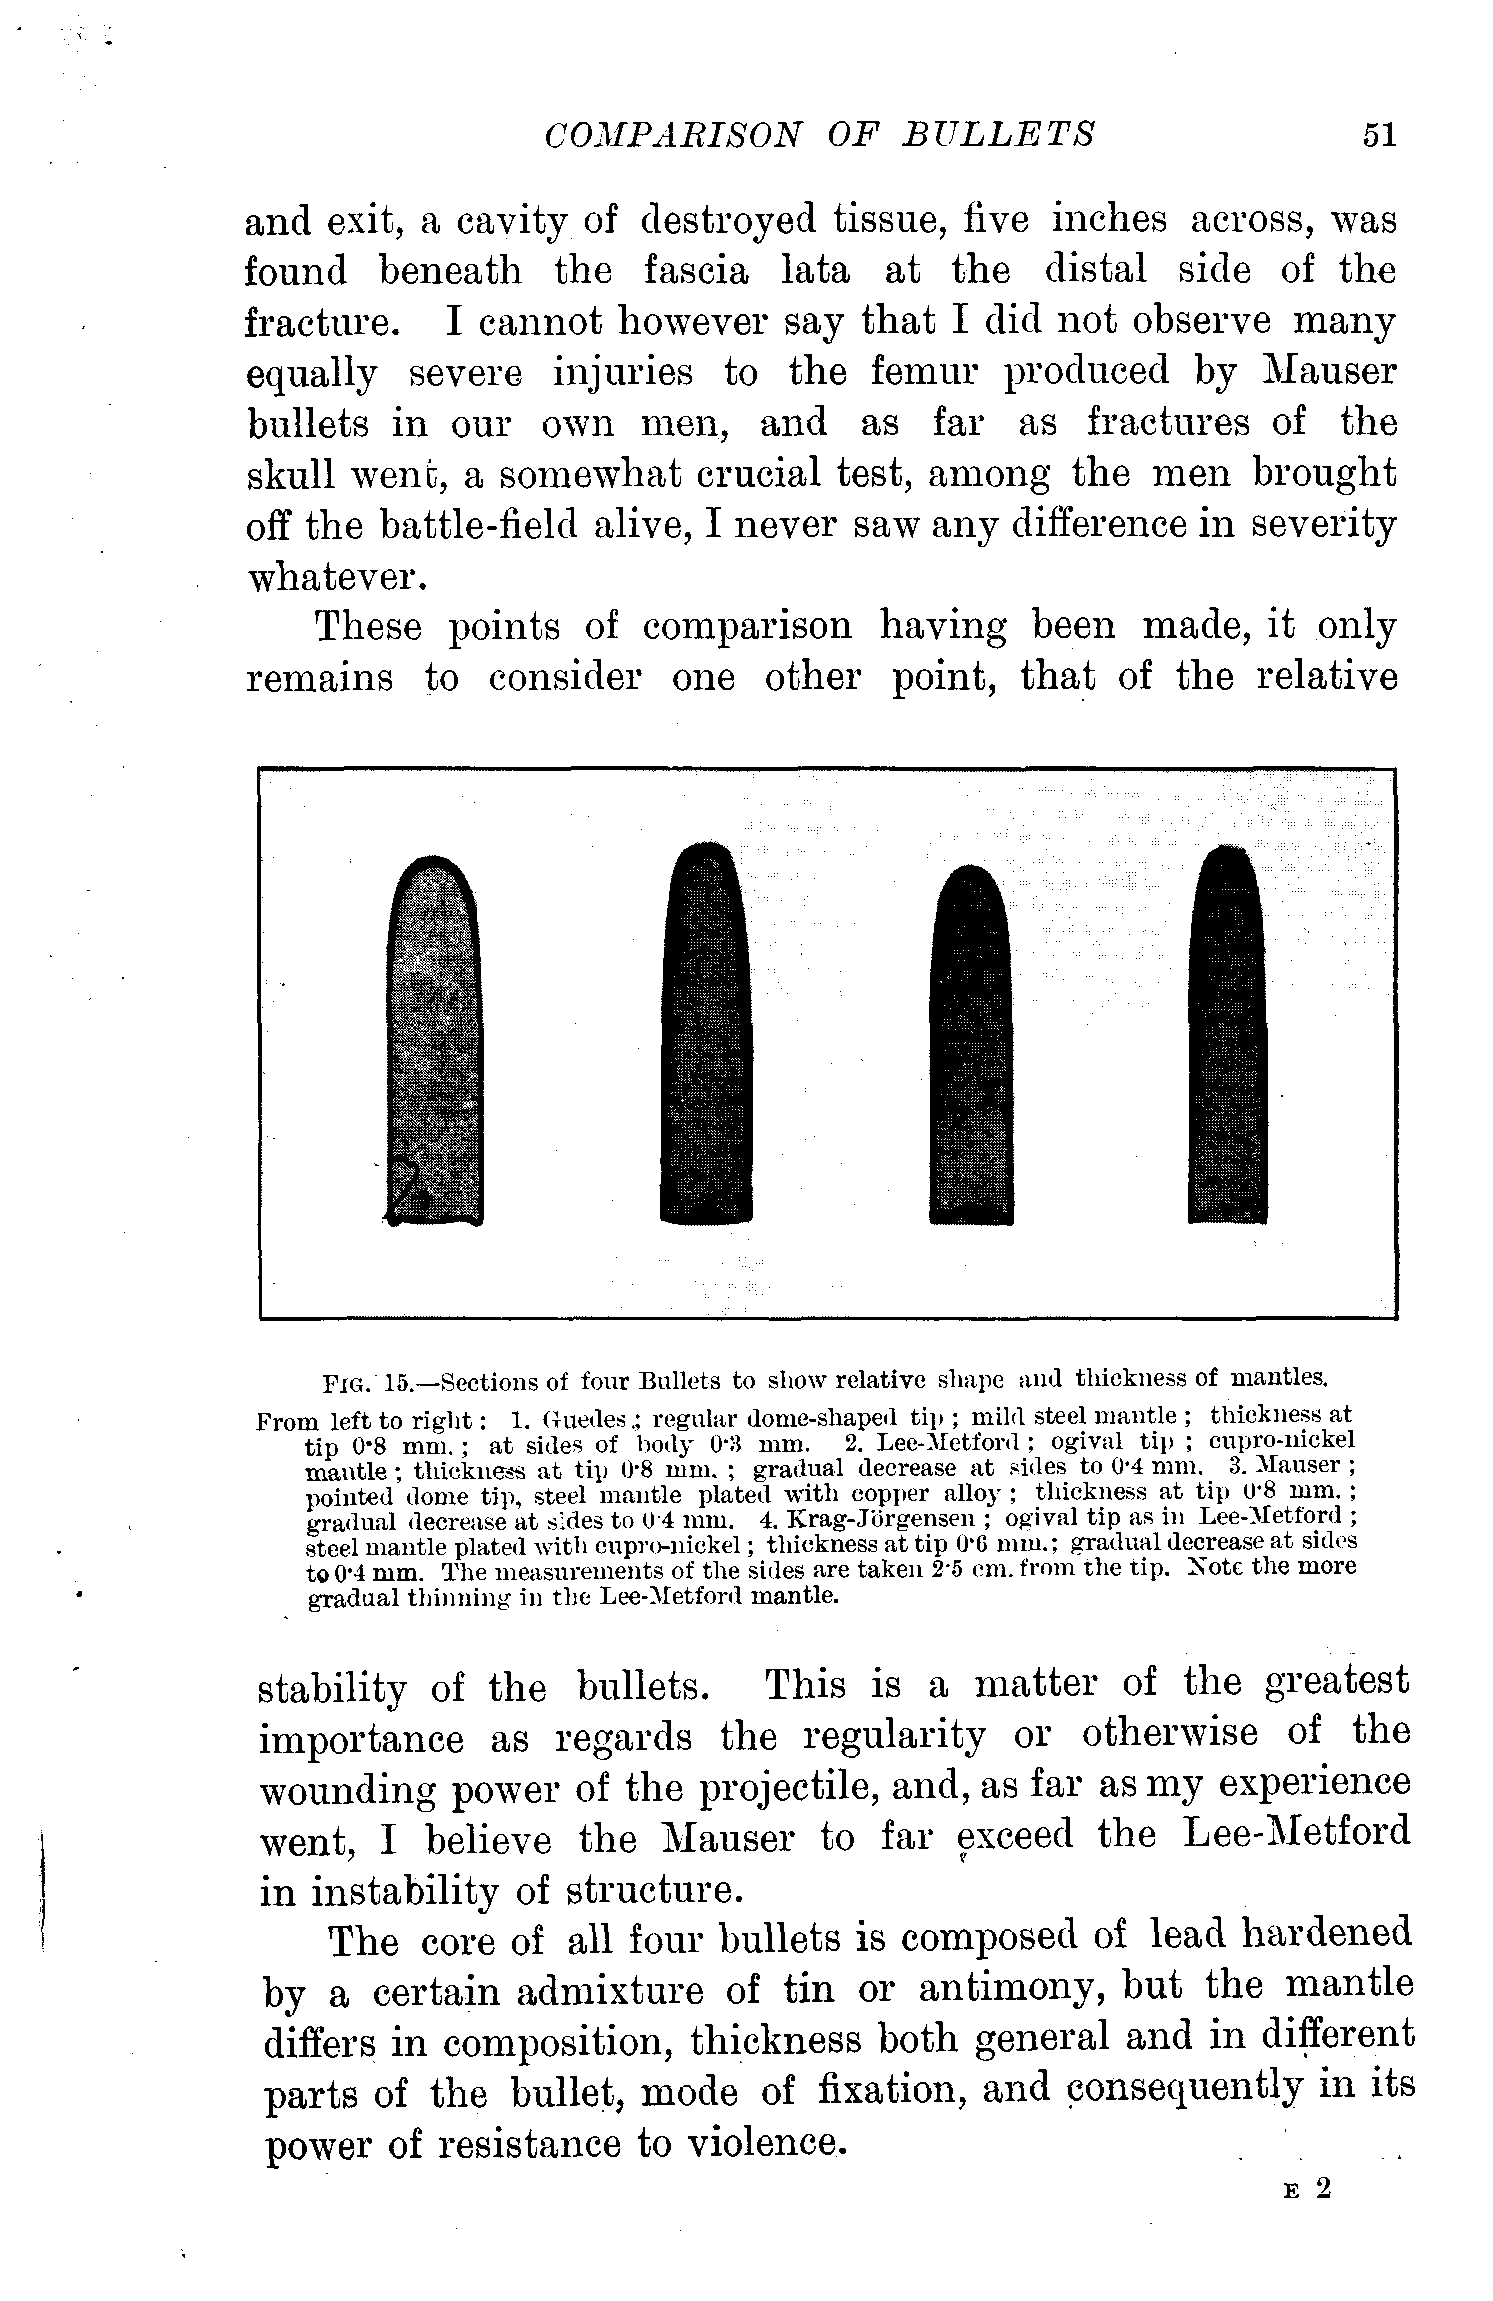 COMPARISON OF BULLETS 51
and exit, a cavity of destroyed tissue, five inches across, was
found beneath the fascia lata at the distal side of the
fracture. I cannot however say that I did not observe many
equally severe injuries to the femur produced by Mauser
bullets in our own men, and as far as fractures of the
skull went, a somewhat crucial test, among the men brought
off the battle-field alive, I never saw any difference in severity
whatever.
These points of comparison having been made, it only
remains to consider one other point, that of the relative
FIG. 15.—Sections of four Bullets to show relative shape and thickness of mantles.
From left to right: 1. Guedes; regular dome-shaped tip; mild steel mantle; thickness at
tip 0·8 mm.; at sides of body 0·3 mm. 2. Lee-Metford; ogival tip; cupro-nickel
mantle; thickness at tip 0·8 mm.; gradual decrease at sides to 0·4 mm. 3. Mauser;
pointed dome tip, steel mantle plated with copper alloy; thickness at tip 0·8 mm.;
gradual decrease at sides to 0·4 mm. 4. Krag-Jörgensen; ogival tip as in Lee-Metford;
steel mantle plated with cupro-nickel; thickness at tip 0·6 mm.; gradual decrease at sides
to 0·4 mm. The measurements of the sides are taken 2·5 cm. from the tip. Note the more
gradual thinning in the Lee-Metford mantle.
stability of the bullets. This is a matter of the greatest
importance as regards the regularity or otherwise of the
wounding power of the projectile, and, as far as my experience
went, I believe the Mauser to far exceed the Lee-Metford
in instability of structure.
The core of all four bullets is composed of lead hardened
by a certain admixture of tin or antimony, but the mantle
differs in composition, thickness both general and in different
parts of the bullet, mode of fixation, and consequently in its
power of resistance to violence.
E 2